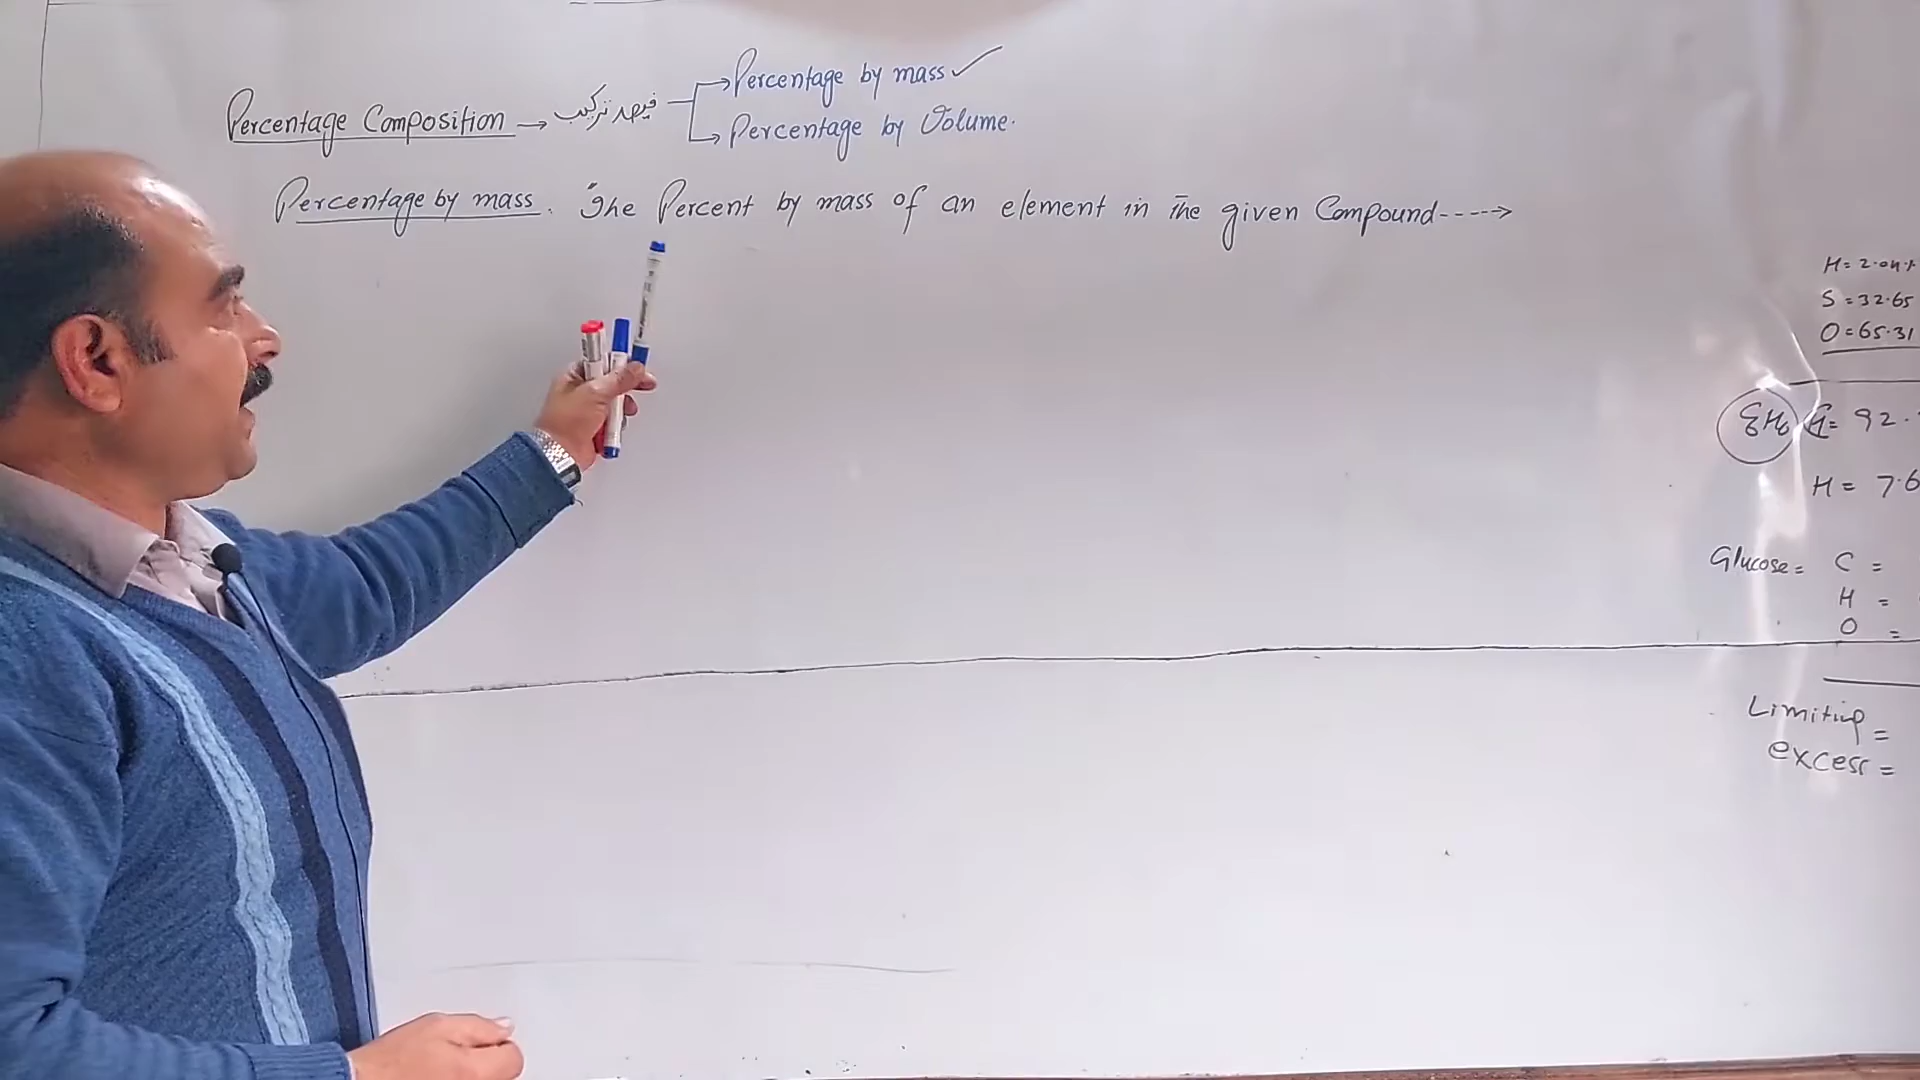 Percentage Composition → فیصد ترکیب → Percentage by mass ✓
→ Percentage by Volume.
Percentage by mass. The Percent by mass of an element in the given Compound----→
H = 2.04%
S = 32.65
O = 65.31
C₆H₆ C = 92.
H = 7.6
Glucose = C =
H =
O =
Limiting =
excess =